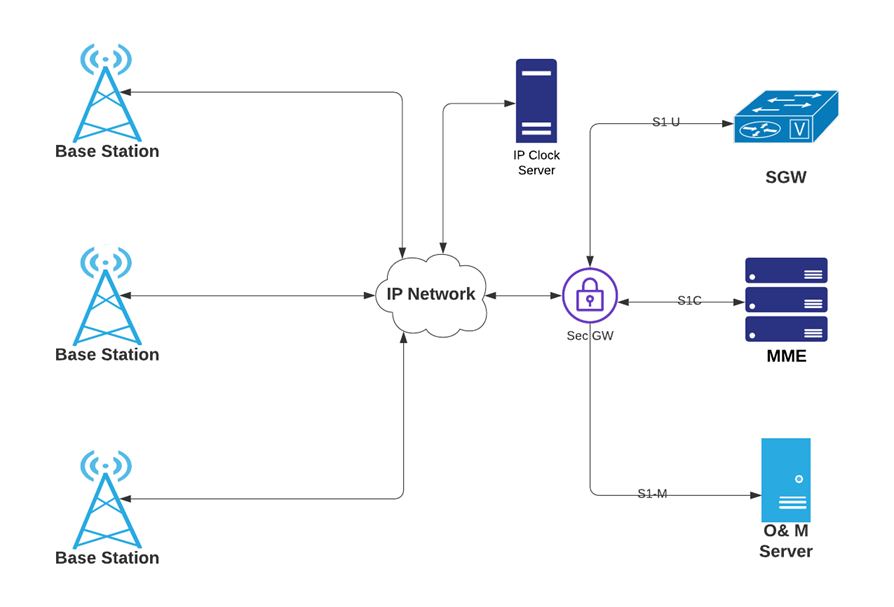 Base Station
IP Clock
Server
S1 U
V
SGW
Base Station
IP Network
Sec GW
S1C
MME
Base Station
S1-M
O& M
Server